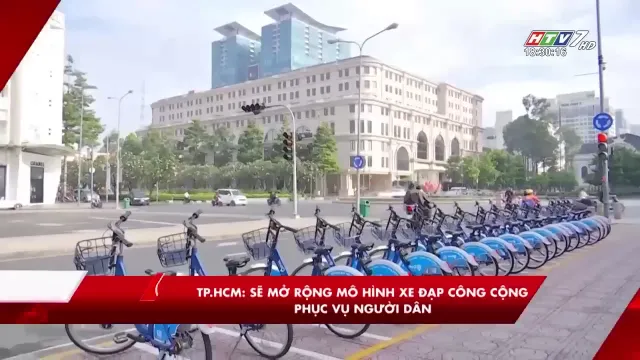 HTV7 HD
18:30:16
TP.HCM: SẼ MỞ RỘNG MÔ HÌNH XE ĐẠP CÔNG CỘNG
PHỤC VỤ NGƯỜI DÂN